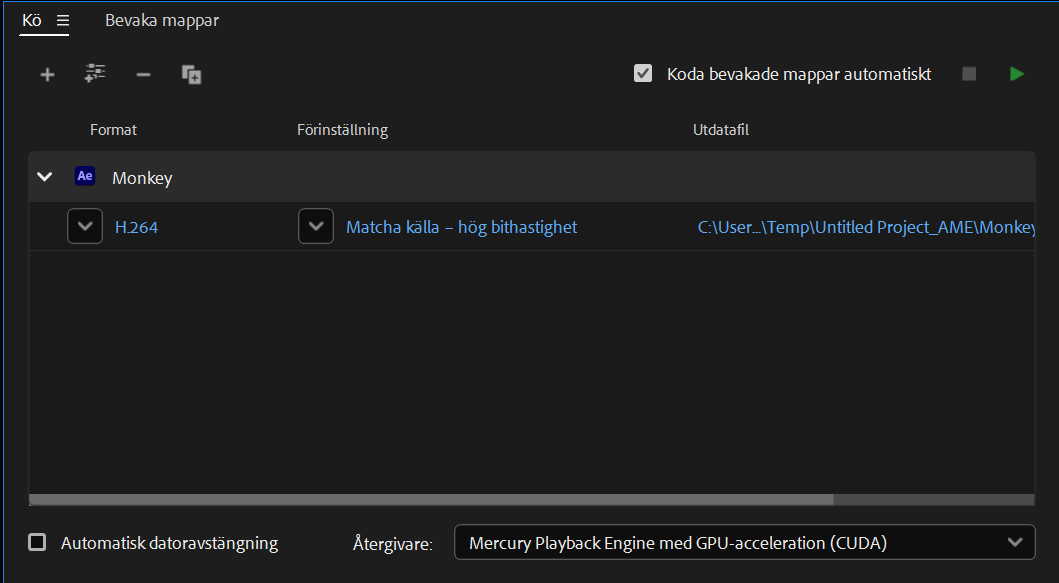 Kö Bevaka mappar
Koda bevakade mappar automatiskt
Format Förinställning Utdatafil
Ae Monkey
H.264 Matcha källa – hög bithastighet C:\User...\Temp\Untitled Project_AME\Monkey
Automatisk datoravstängning Återgivare: Mercury Playback Engine med GPU-acceleration (CUDA)